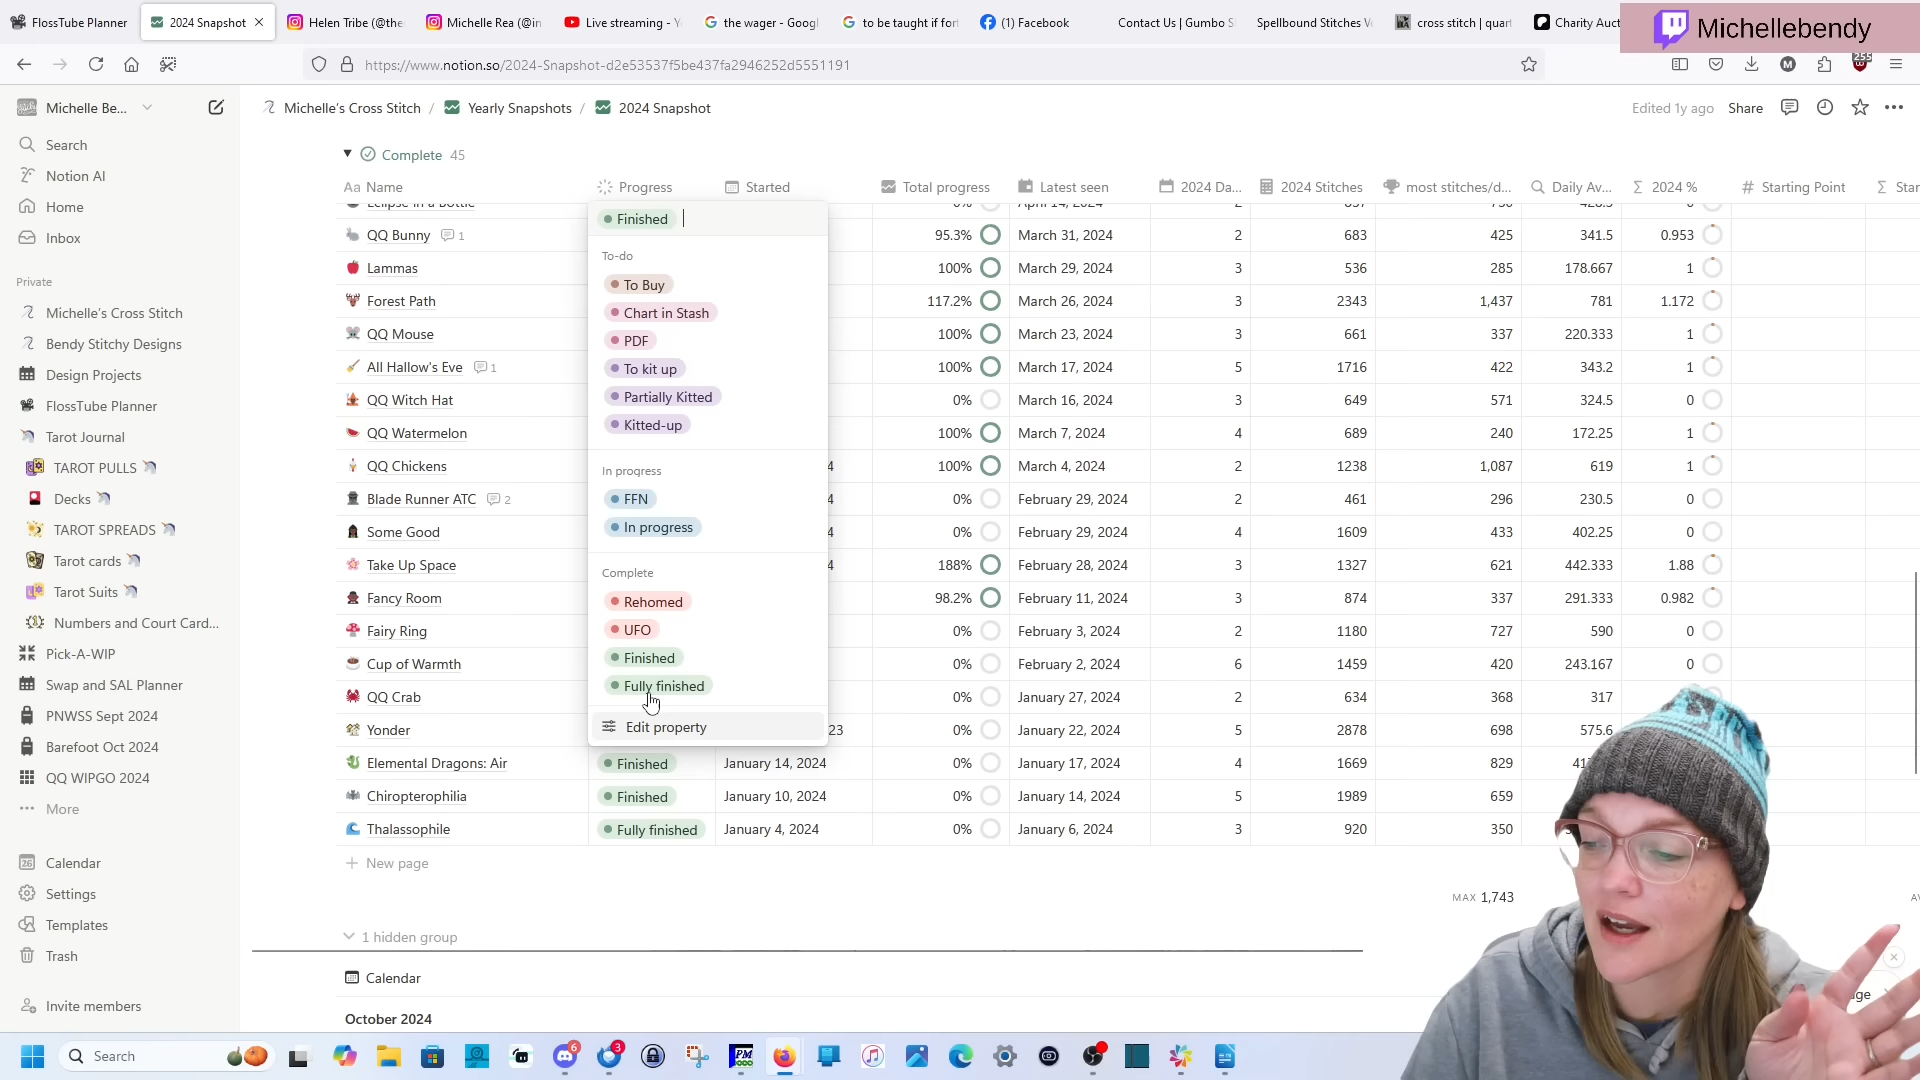 FlossTube Planner
2024 Snapshot
Helen Tribe (@the
Michelle Rea (@in
Live streaming - Y
the wager - Googl
to be taught if for
(1) Facebook
Contact Us | Gumbo S
Spellbound Stitches V
cross stitch | quart
Charity Auct
Michellebendy
https://www.notion.so/2024-Snapshot-d2e53537f5be437fa2946252d5551191
M
255
Michelle Be...
Michelle's Cross Stitch / Yearly Snapshots / 2024 Snapshot
Edited 1y ago
Share
Search
Notion AI
Home
Inbox
Private
Michelle's Cross Stitch
Bendy Stitchy Designs
Design Projects
FlossTube Planner
Tarot Journal
TAROT PULLS
Decks
TAROT SPREADS
Tarot cards
Tarot Suits
Numbers and Court Card...
Pick-A-WIP
Swap and SAL Planner
PNWSS Sept 2024
Barefoot Oct 2024
QQ WIPGO 2024
More
Calendar
Settings
Templates
Trash
Invite members
Complete 45
Aa Name Progress Started Total progress Latest seen 2024 Da... 2024 Stitches most stitches/d... Daily Av... Σ 2024 % # Starting Point Σ Star
Eclipse in a Bottle April 14, 2024
QQ Bunny 1 95.3% March 31, 2024 2 683 425 341.5 0.953
Lammas 100% March 29, 2024 3 536 285 178.667 1
Forest Path 117.2% March 26, 2024 3 2343 1,437 781 1.172
QQ Mouse 100% March 23, 2024 3 661 337 220.333 1
All Hallow's Eve 1 100% March 17, 2024 5 1716 422 343.2 1
QQ Witch Hat 0% March 16, 2024 3 649 571 324.5 0
QQ Watermelon 100% March 7, 2024 4 689 240 172.25 1
QQ Chickens 4 100% March 4, 2024 2 1238 1,087 619 1
Blade Runner ATC 2 4 0% February 29, 2024 2 461 296 230.5 0
Some Good 4 0% February 29, 2024 4 1609 433 402.25 0
Take Up Space 4 188% February 28, 2024 3 1327 621 442.333 1.88
Fancy Room 98.2% February 11, 2024 3 874 337 291.333 0.982
Fairy Ring 0% February 3, 2024 2 1180 727 590 0
Cup of Warmth 0% February 2, 2024 6 1459 420 243.167 0
QQ Crab 0% January 27, 2024 2 634 368 317
Yonder 23 0% January 22, 2024 5 2878 698 575.6
Elemental Dragons: Air Finished January 14, 2024 0% January 17, 2024 4 1669 829
Chiropterophilia Finished January 10, 2024 0% January 14, 2024 5 1989 659
Thalassophile Fully finished January 4, 2024 0% January 6, 2024 3 920 350
New page
MAX 1,743
1 hidden group
Calendar
October 2024
Finished
To-do
To Buy
Chart in Stash
PDF
To kit up
Partially Kitted
Kitted-up
In progress
FFN
In progress
Complete
Rehomed
UFO
Finished
Fully finished
Edit property
Search
6
3
PM